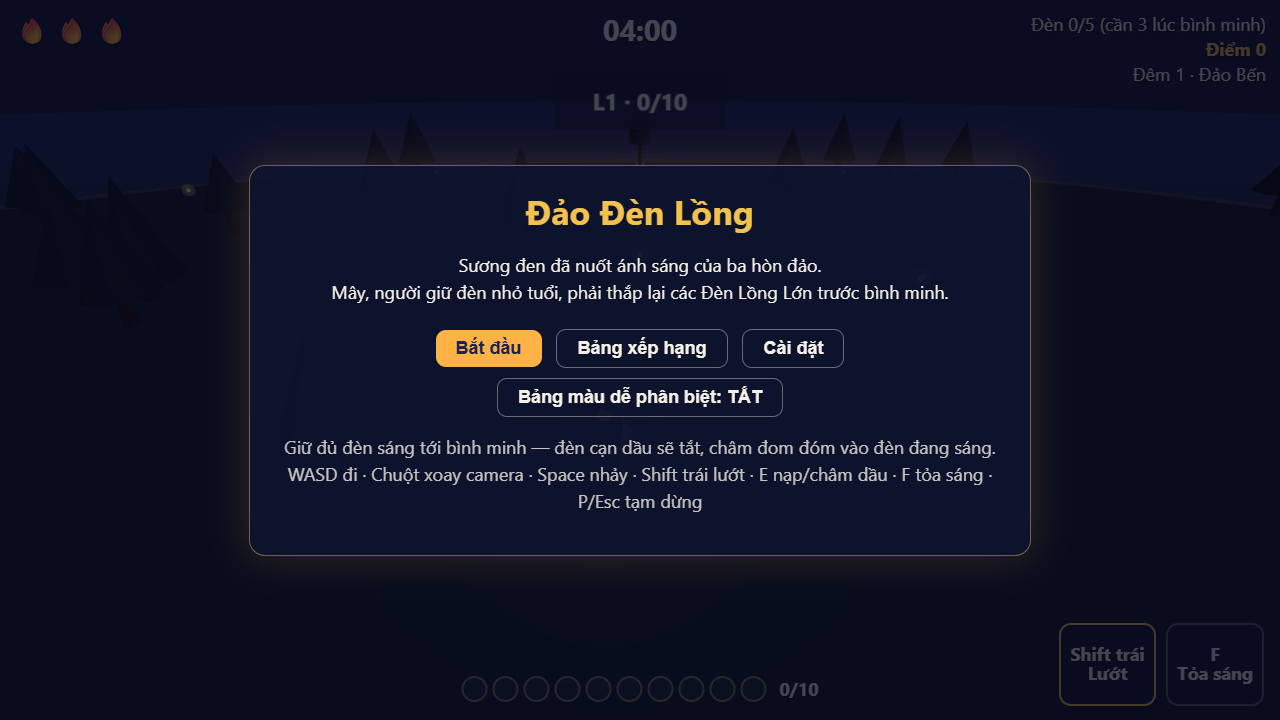 04:00
Đèn 0/5 (cần 3 lúc bình minh)
Điểm 0
Đêm 1 · Đảo Bến
L1 · 0/10
Đảo Đèn Lồng
Sương đen đã nuốt ánh sáng của ba hòn đảo.
Mây, người giữ đèn nhỏ tuổi, phải thắp lại các Đèn Lồng Lớn trước bình minh.
Bắt đầu
Bảng xếp hạng
Cài đặt
Bảng màu dễ phân biệt: TẮT
Giữ đủ đèn sáng tới bình minh — đèn cạn dầu sẽ tắt, châm đom đóm vào đèn đang sáng.
WASD đi · Chuột xoay camera · Space nhảy · Shift trái lướt · E nạp/châm dầu · F tỏa sáng ·
P/Esc tạm dừng
Shift trái
Lướt
F
Tỏa sáng
0/10